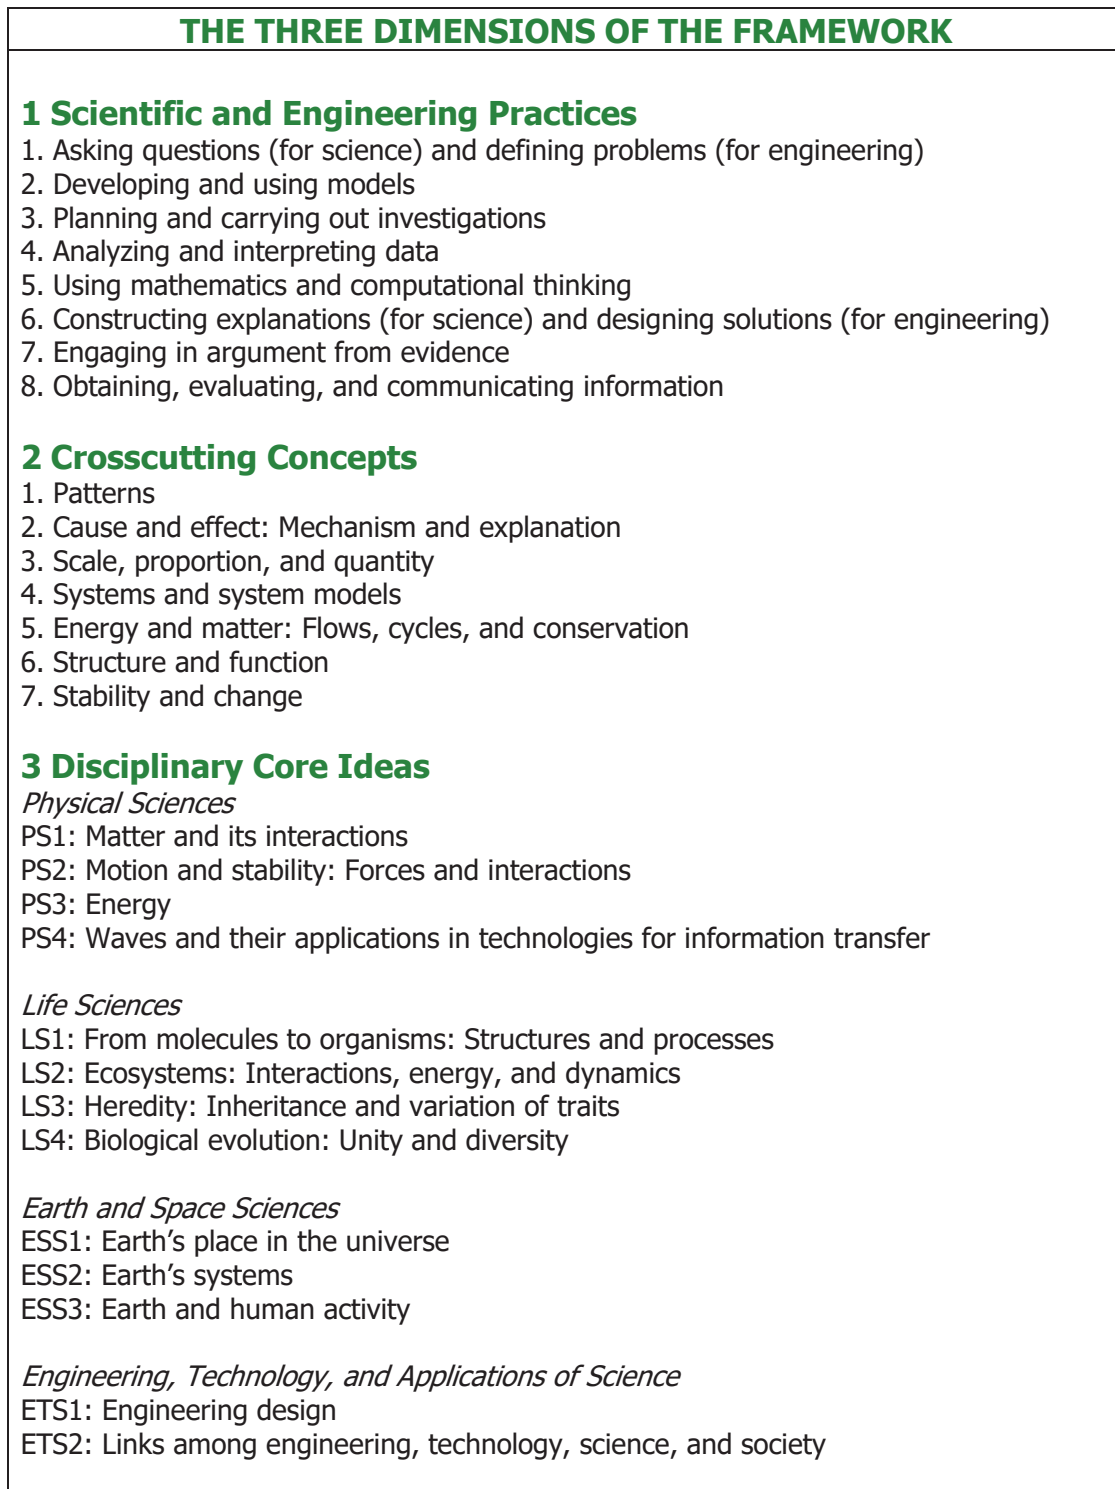 THE THREE DIMENSIONS OF THE FRAMEWORK
1 Scientific and Engineering Practices
1. Asking questions (for science) and defining problems (for engineering)
2. Developing and using models
3. Planning and carrying out investigations
4. Analyzing and interpreting data
5. Using mathematics and computational thinking
6. Constructing explanations (for science) and designing solutions (for engineering)
7. Engaging in argument from evidence
8. Obtaining, evaluating, and communicating information
2 Crosscutting Concepts
1. Patterns
2. Cause and effect: Mechanism and explanation
3. Scale, proportion, and quantity
4. Systems and system models
5. Energy and matter: Flows, cycles, and conservation
6. Structure and function
7. Stability and change
3 Disciplinary Core Ideas
Physical Sciences
PS1: Matter and its interactions
PS2: Motion and stability: Forces and interactions
PS3: Energy
PS4: Waves and their applications in technologies for information transfer
Life Sciences
LS1: From molecules to organisms: Structures and processes
LS2: Ecosystems: Interactions, energy, and dynamics
LS3: Heredity: Inheritance and variation of traits
LS4: Biological evolution: Unity and diversity
Earth and Space Sciences
ESS1: Earth’s place in the universe
ESS2: Earth’s systems
ESS3: Earth and human activity
Engineering, Technology, and Applications of Science
ETS1: Engineering design
ETS2: Links among engineering, technology, science, and society